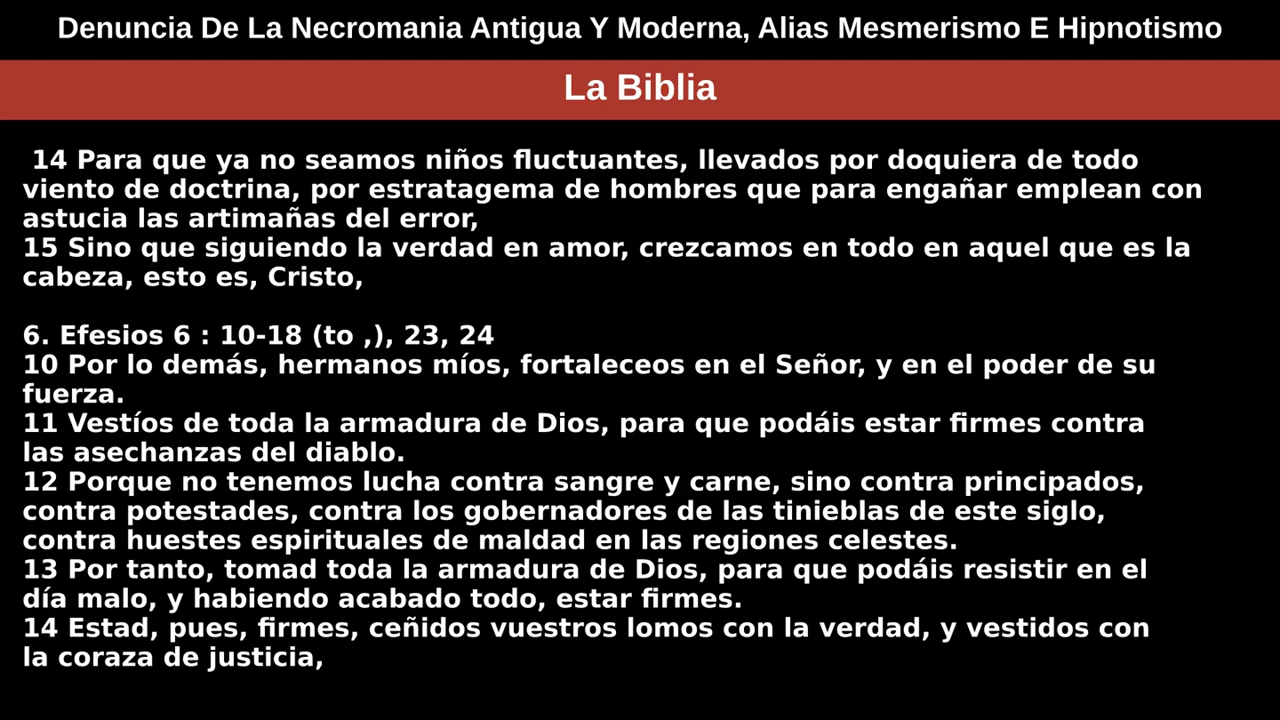 Denuncia De La Necromania Antigua Y Moderna, Alias Mesmerismo E Hipnotismo
La Biblia
14 Para que ya no seamos niños fluctuantes, llevados por doquiera de todo
viento de doctrina, por estratagema de hombres que para engañar emplean con
astucia las artimañas del error,
15 Sino que siguiendo la verdad en amor, crezcamos en todo en aquel que es la
cabeza, esto es, Cristo,
6. Efesios 6 : 10-18 (to ,), 23, 24
10 Por lo demás, hermanos míos, fortaleceos en el Señor, y en el poder de su
fuerza.
11 Vestíos de toda la armadura de Dios, para que podáis estar firmes contra
las asechanzas del diablo.
12 Porque no tenemos lucha contra sangre y carne, sino contra principados,
contra potestades, contra los gobernadores de las tinieblas de este siglo,
contra huestes espirituales de maldad en las regiones celestes.
13 Por tanto, tomad toda la armadura de Dios, para que podáis resistir en el
día malo, y habiendo acabado todo, estar firmes.
14 Estad, pues, firmes, ceñidos vuestros lomos con la verdad, y vestidos con
la coraza de justicia,